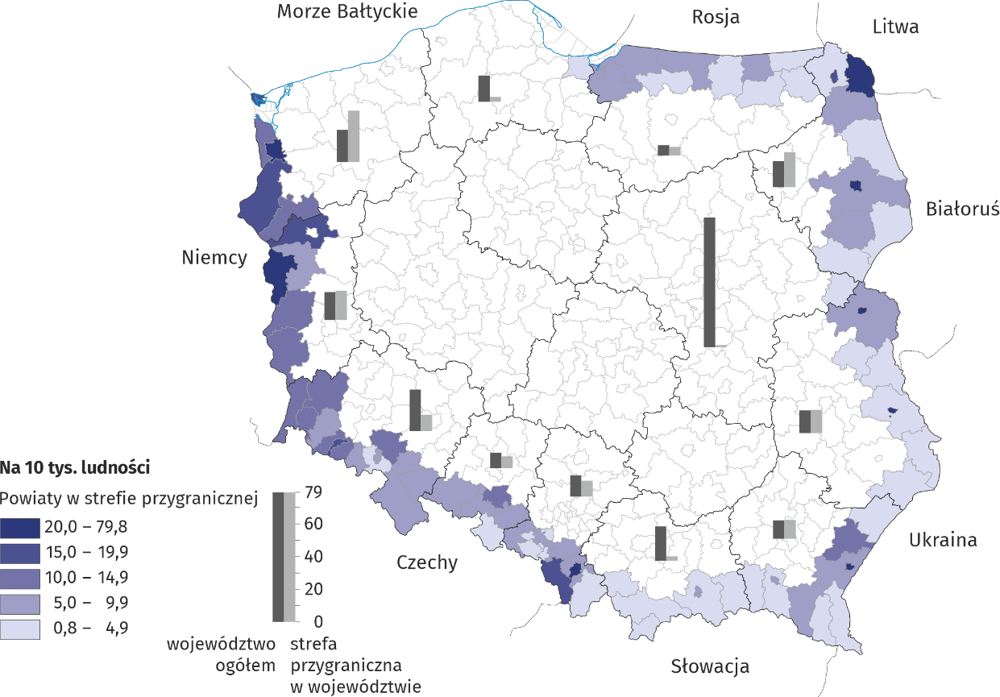 Morze Bałtyckie
Rosja
Litwa
Białoruś
Niemcy
Na 10 tys. ludności
Powiaty w strefie przygranicznej
20,0 – 79,8
15,0 – 19,9
10,0 – 14,9
5,0 – 9,9
0,8 – 4,9
79
60
40
20
0
województwo ogółem
strefa przygraniczna w województwie
Czechy
Ukraina
Słowacja